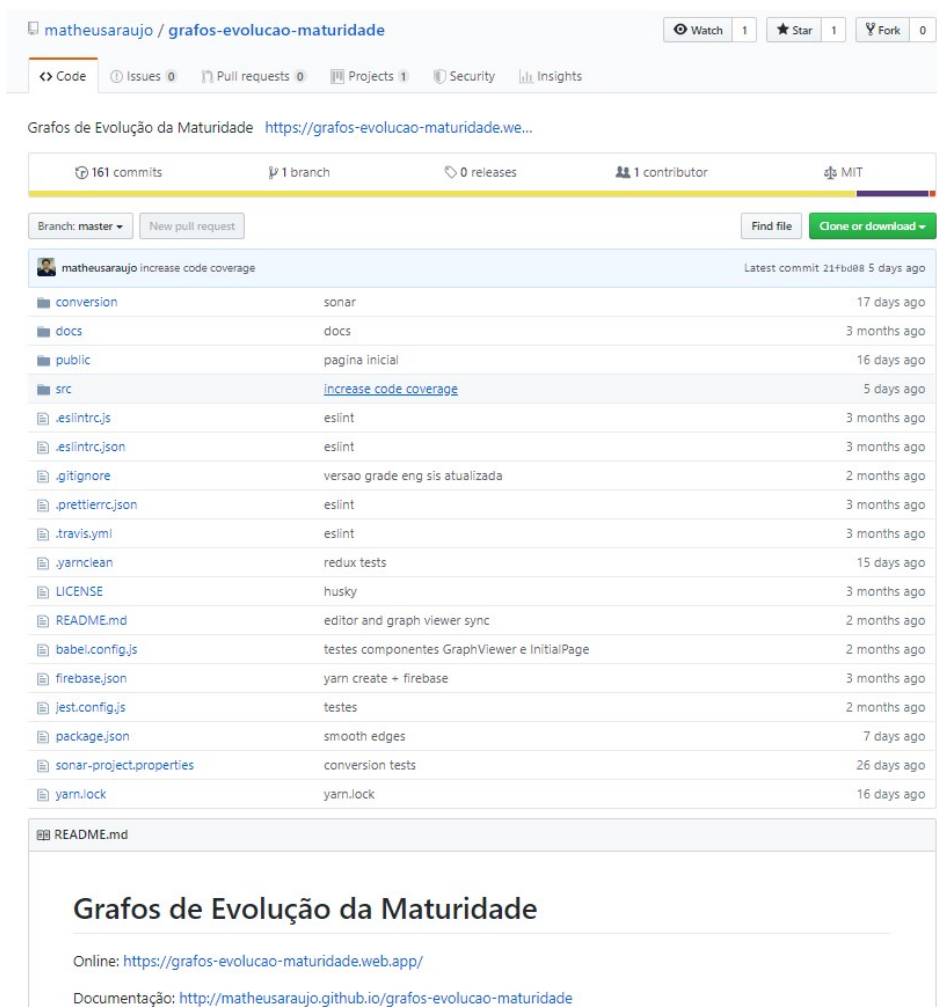 matheusaraujo / grafos-evolucao-maturidade Watch 1 Star 1 Fork 0
Code Issues 0 Pull requests 0 Projects 1 Security Insights
Grafos de Evolução da Maturidade https://grafos-evolucao-maturidade.we...
161 commits 1 branch 0 releases 1 contributor MIT
Branch: master New pull request Find file Clone or download
matheusaraujo increase code coverage Latest commit 21fbd08 5 days ago
conversion sonar 17 days ago
docs docs 3 months ago
public pagina inicial 16 days ago
src increase code coverage 5 days ago
.eslintrc.js eslint 3 months ago
.eslintrc.json eslint 3 months ago
.gitignore versao grade eng sis atualizada 2 months ago
.prettierrc.json eslint 3 months ago
.travis.yml eslint 3 months ago
.yarnclean redux tests 15 days ago
LICENSE husky 3 months ago
README.md editor and graph viewer sync 2 months ago
babel.config.js testes componentes GraphViewer e InitialPage 2 months ago
firebase.json yarn create + firebase 3 months ago
jest.config.js testes 2 months ago
package.json smooth edges 7 days ago
sonar-project.properties conversion tests 26 days ago
yarn.lock yarn.lock 16 days ago
README.md
Grafos de Evolução da Maturidade
Online: https://grafos-evolucao-maturidade.web.app/
Documentação: http://matheusaraujo.github.io/grafos-evolucao-maturidade